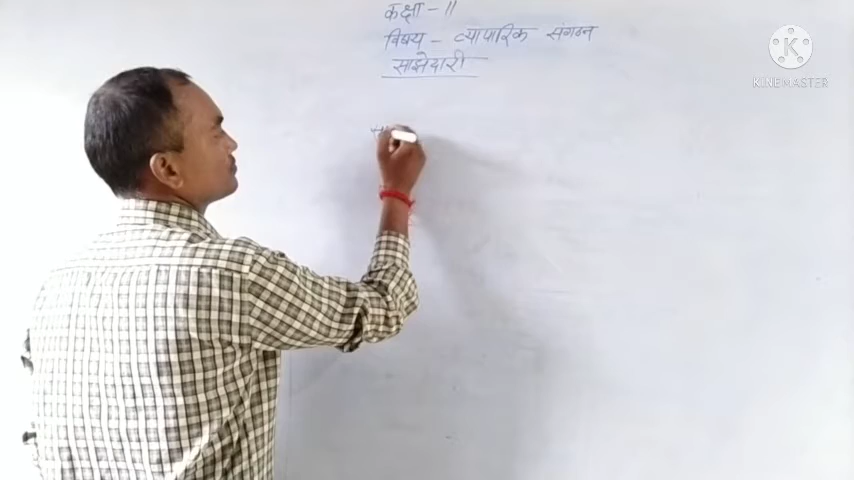 कक्षा - 11
विषय - व्यापारिक संगठन
साझेदारी
KINEMASTER